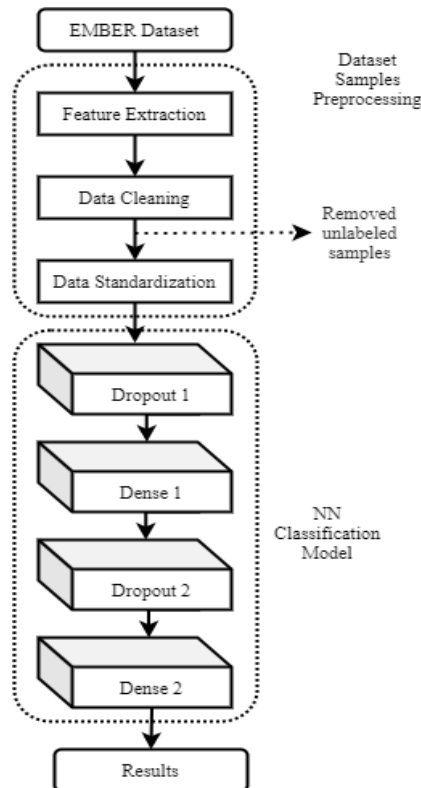 EMBER Dataset
Dataset
Samples
Preprocessing
Feature Extraction
Data Cleaning
Removed
unlabeled
samples
Data Standardization
Dropout 1
Dense 1
NN
Classification
Model
Dropout 2
Dense 2
Results